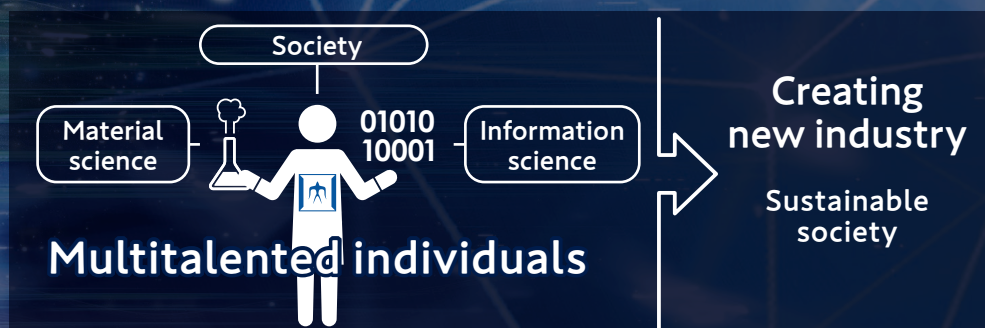 Society
Material
science
01010
10001
Information
science
Multitalented individuals
Creating
new industry
Sustainable
society